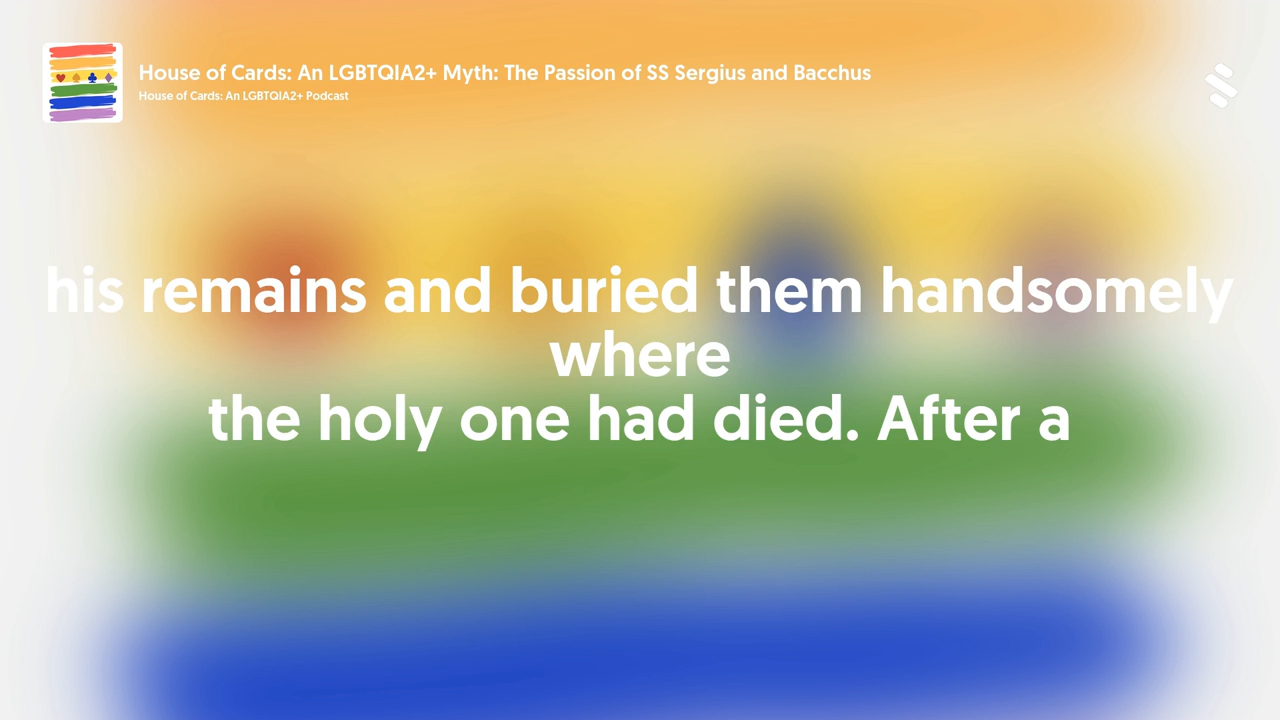 House of Cards: An LGBTQIA2+ Myth: The Passion of SS Sergius and Bacchus
House of Cards: An LGBTQIA2+ Podcast
his remains and buried them handsomely
where
the holy one had died. After a